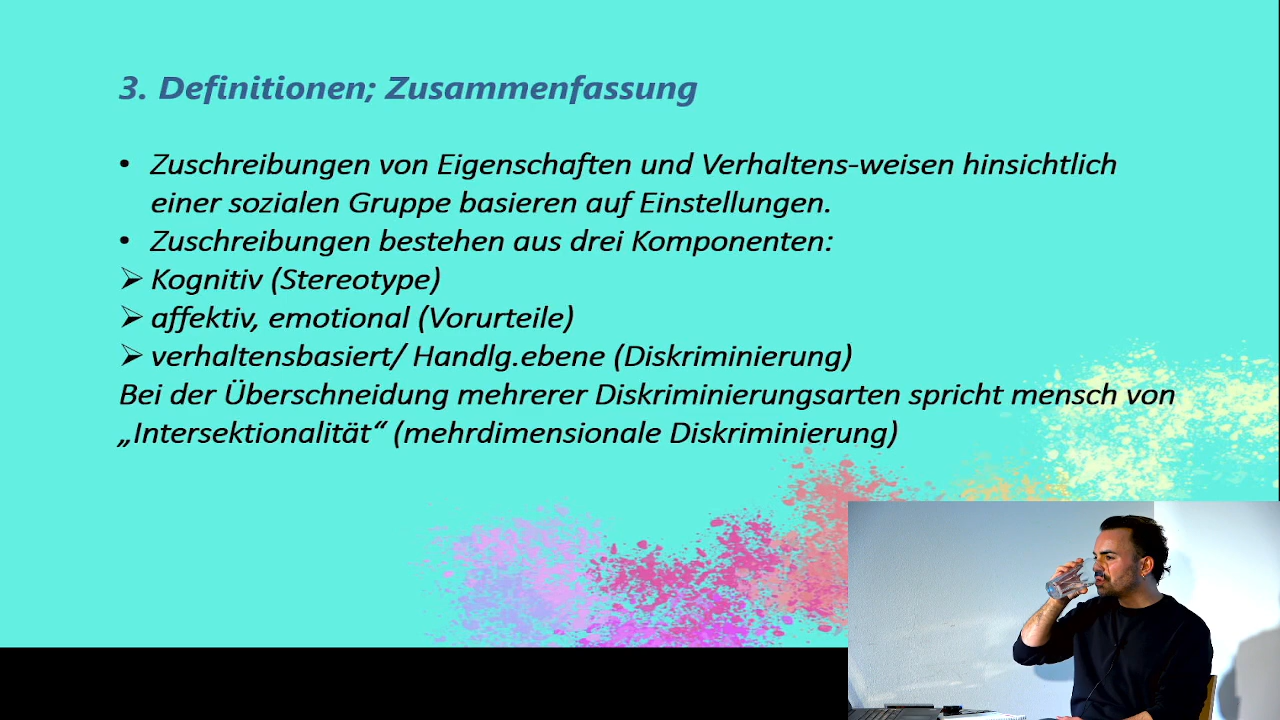 3. Definitionen; Zusammenfassung
• Zuschreibungen von Eigenschaften und Verhaltens-weisen hinsichtlich
einer sozialen Gruppe basieren auf Einstellungen.
• Zuschreibungen bestehen aus drei Komponenten:
➢ Kognitiv (Stereotype)
➢ affektiv, emotional (Vorurteile)
➢ verhaltensbasiert/ Handlg.ebene (Diskriminierung)
Bei der Überschneidung mehrerer Diskriminierungsarten spricht mensch von
„Intersektionalität“ (mehrdimensionale Diskriminierung)